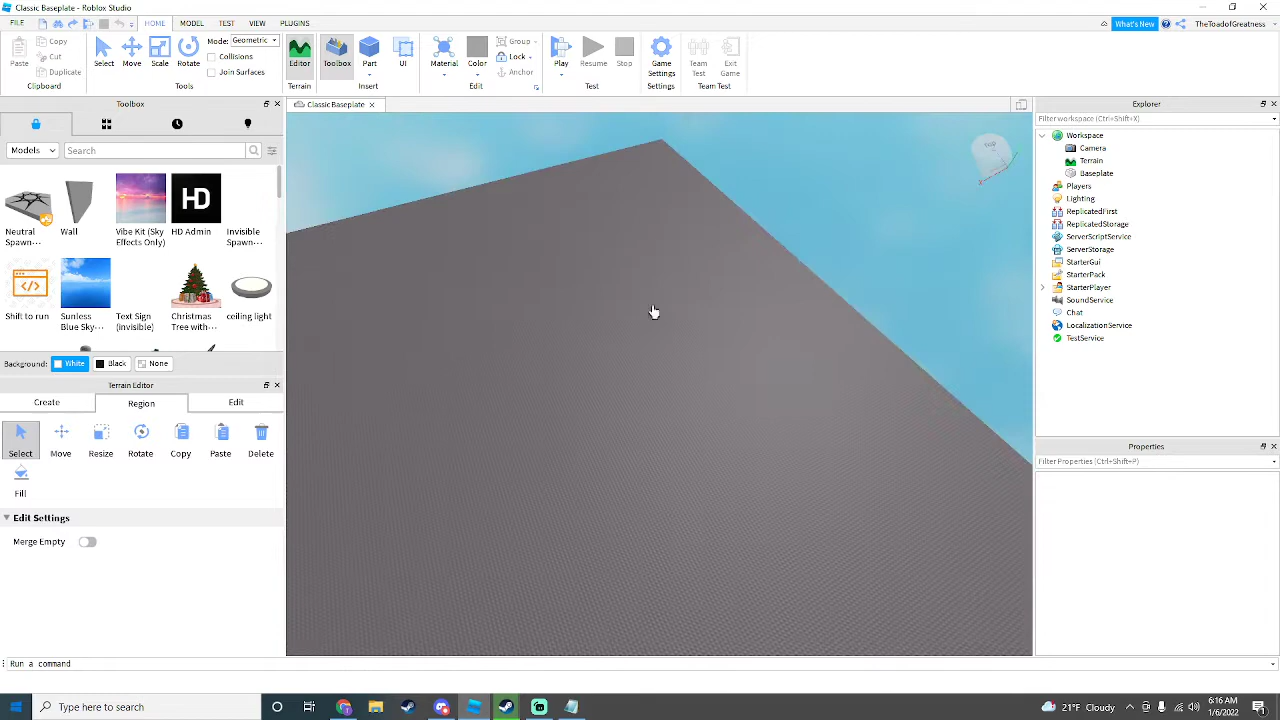 Classic Baseplate - Roblox Studio
FILE HOME MODEL TEST VIEW PLUGINS What's New TheToadofGreatness
Paste Copy Cut Duplicate Clipboard
Select Move Scale Rotate Mode: Geometric Collisions Join Surfaces Tools
Editor Terrain
Toolbox Part UI Insert
Material Color Group Lock Anchor Edit
Play Resume Stop Test
Game Settings Settings
Team Test Exit Game Team Test
Toolbox
Models Search
Neutral Spawn...
Wall
Vibe Kit (Sky Effects Only)
HD
HD Admin
Invisible Spawn...
Shift to run
Sunless Blue Sky...
Text Sign (Invisible)
Christmas Tree with...
ceiling light
Background: White Black None
Terrain Editor
Create Region Edit
Select Move Resize Rotate Copy Paste Delete
Fill
Edit Settings
Merge Empty
Classic Baseplate
Top
Explorer
Filter workspace (Ctrl+Shift+X)
Workspace
Camera
Terrain
Baseplate
Players
Lighting
ReplicatedFirst
ReplicatedStorage
ServerScriptService
ServerStorage
StarterGui
StarterPack
StarterPlayer
SoundService
Chat
LocalizationService
TestService
Properties
Filter Properties (Ctrl+Shift+P)
Run a command
Type here to search
21°F Cloudy
6:16 AM
1/6/2022